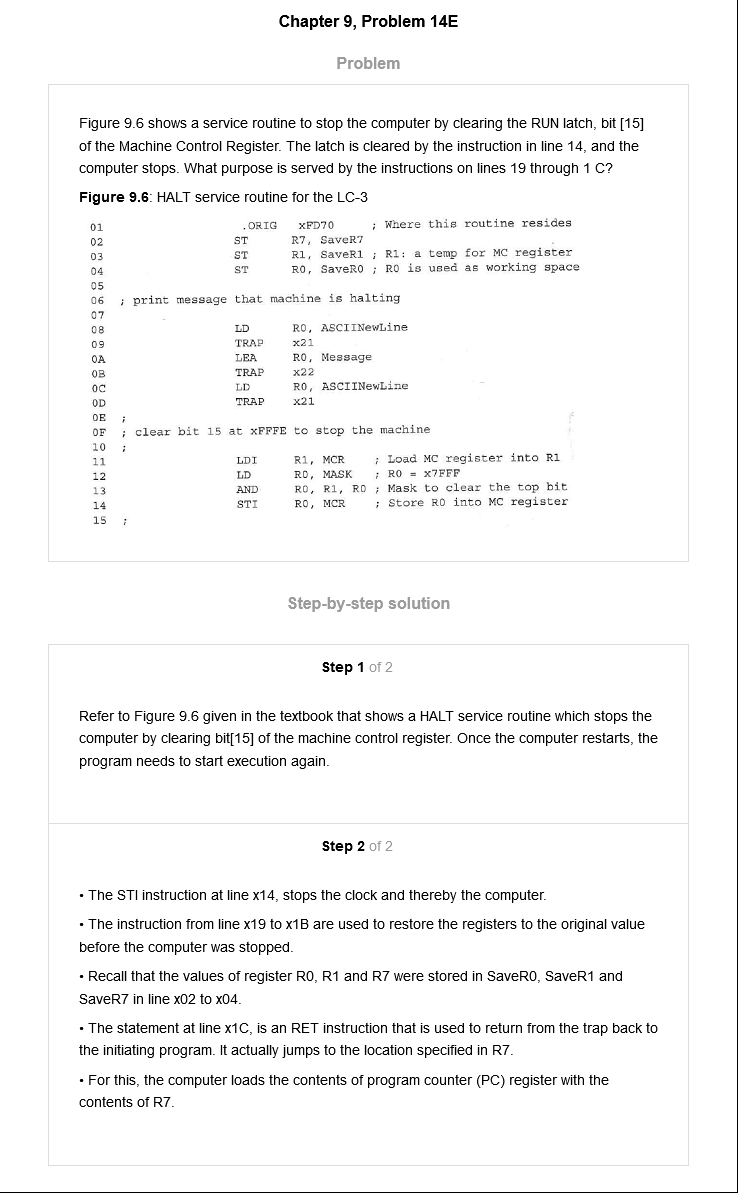 Chapter 9, Problem 14E
Problem
Figure 9.6 shows a service routine to stop the computer by clearing the RUN latch, bit [15]
of the Machine Control Register. The latch is cleared by the instruction in line 14, and the
computer stops. What purpose is served by the instructions on lines 19 through 1 C?
Figure 9.6: HALT service routine for the LC-3
01 .ORIG xFD70 ; Where this routine resides
02 ST R7, SaveR7
03 ST R1, SaveR1 ; R1: a temp for MC register
04 ST R0, SaveR0 ; R0 is used as working space
05
06 ; print message that machine is halting
07
08 LD R0, ASCIINewLine
09 TRAP x21
0A LEA R0, Message
0B TRAP x22
0C LD R0, ASCIINewLine
0D TRAP x21
0E ;
0F ; clear bit 15 at xFFFE to stop the machine
10 ;
11 LDI R1, MCR ; Load MC register into R1
12 LD R0, MASK ; R0 = x7FFF
13 AND R0, R1, R0 ; Mask to clear the top bit
14 STI R0, MCR ; Store R0 into MC register
15 ;
Step-by-step solution
Step 1 of 2
Refer to Figure 9.6 given in the textbook that shows a HALT service routine which stops the
computer by clearing bit[15] of the machine control register. Once the computer restarts, the
program needs to start execution again.
Step 2 of 2
• The STI instruction at line x14, stops the clock and thereby the computer.
• The instruction from line x19 to x1B are used to restore the registers to the original value
before the computer was stopped.
• Recall that the values of register R0, R1 and R7 were stored in SaveR0, SaveR1 and
SaveR7 in line x02 to x04.
• The statement at line x1C, is an RET instruction that is used to return from the trap back to
the initiating program. It actually jumps to the location specified in R7.
• For this, the computer loads the contents of program counter (PC) register with the
contents of R7.